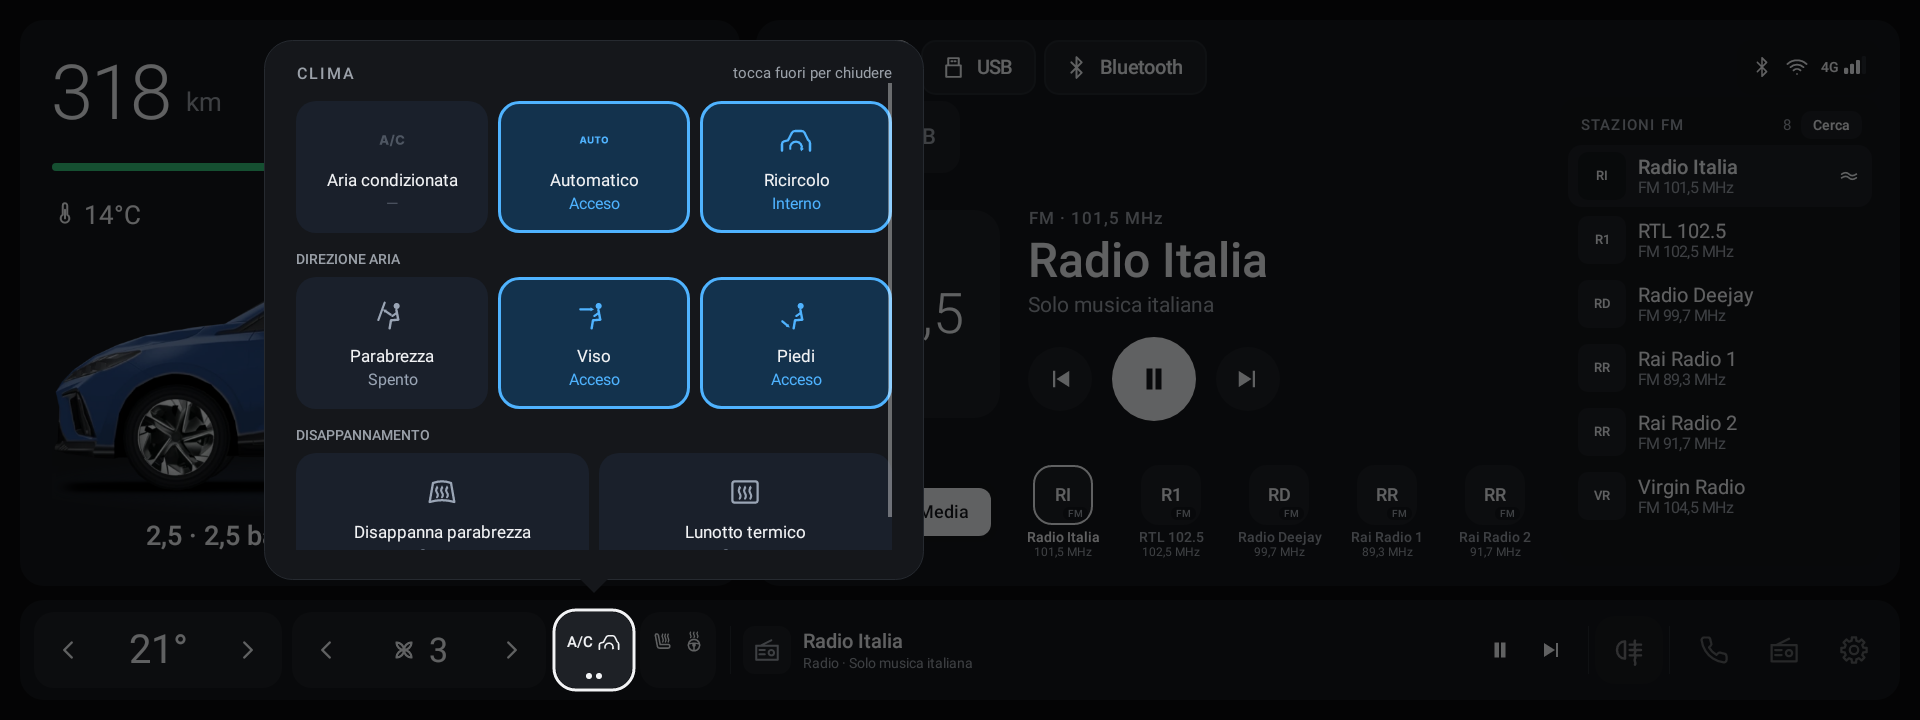 318 km
14°C
2,5 · 2,5 b
CLIMA
tocca fuori per chiudere
A/C
Aria condizionata
—
AUTO
Automatico
Acceso
Ricircolo
Interno
DIREZIONE ARIA
Parabrezza
Spento
Viso
Acceso
Piedi
Acceso
DISAPPANNAMENTO
Disappanna parabrezza
Lunotto termico
USB
Bluetooth
4G
B
,5
FM · 101,5 MHz
Radio Italia
Solo musica italiana
Media
RI
FM
Radio Italia
101,5 MHz
R1
FM
RTL 102.5
102,5 MHz
RD
FM
Radio Deejay
99,7 MHz
RR
FM
Rai Radio 1
89,3 MHz
RR
FM
Rai Radio 2
91,7 MHz
STAZIONI FM
8
Cerca
RI
Radio Italia
FM 101,5 MHz
R1
RTL 102.5
FM 102,5 MHz
RD
Radio Deejay
FM 99,7 MHz
RR
Rai Radio 1
FM 89,3 MHz
RR
Rai Radio 2
FM 91,7 MHz
VR
Virgin Radio
FM 104,5 MHz
21°
3
A/C
Radio Italia
Radio · Solo musica italiana